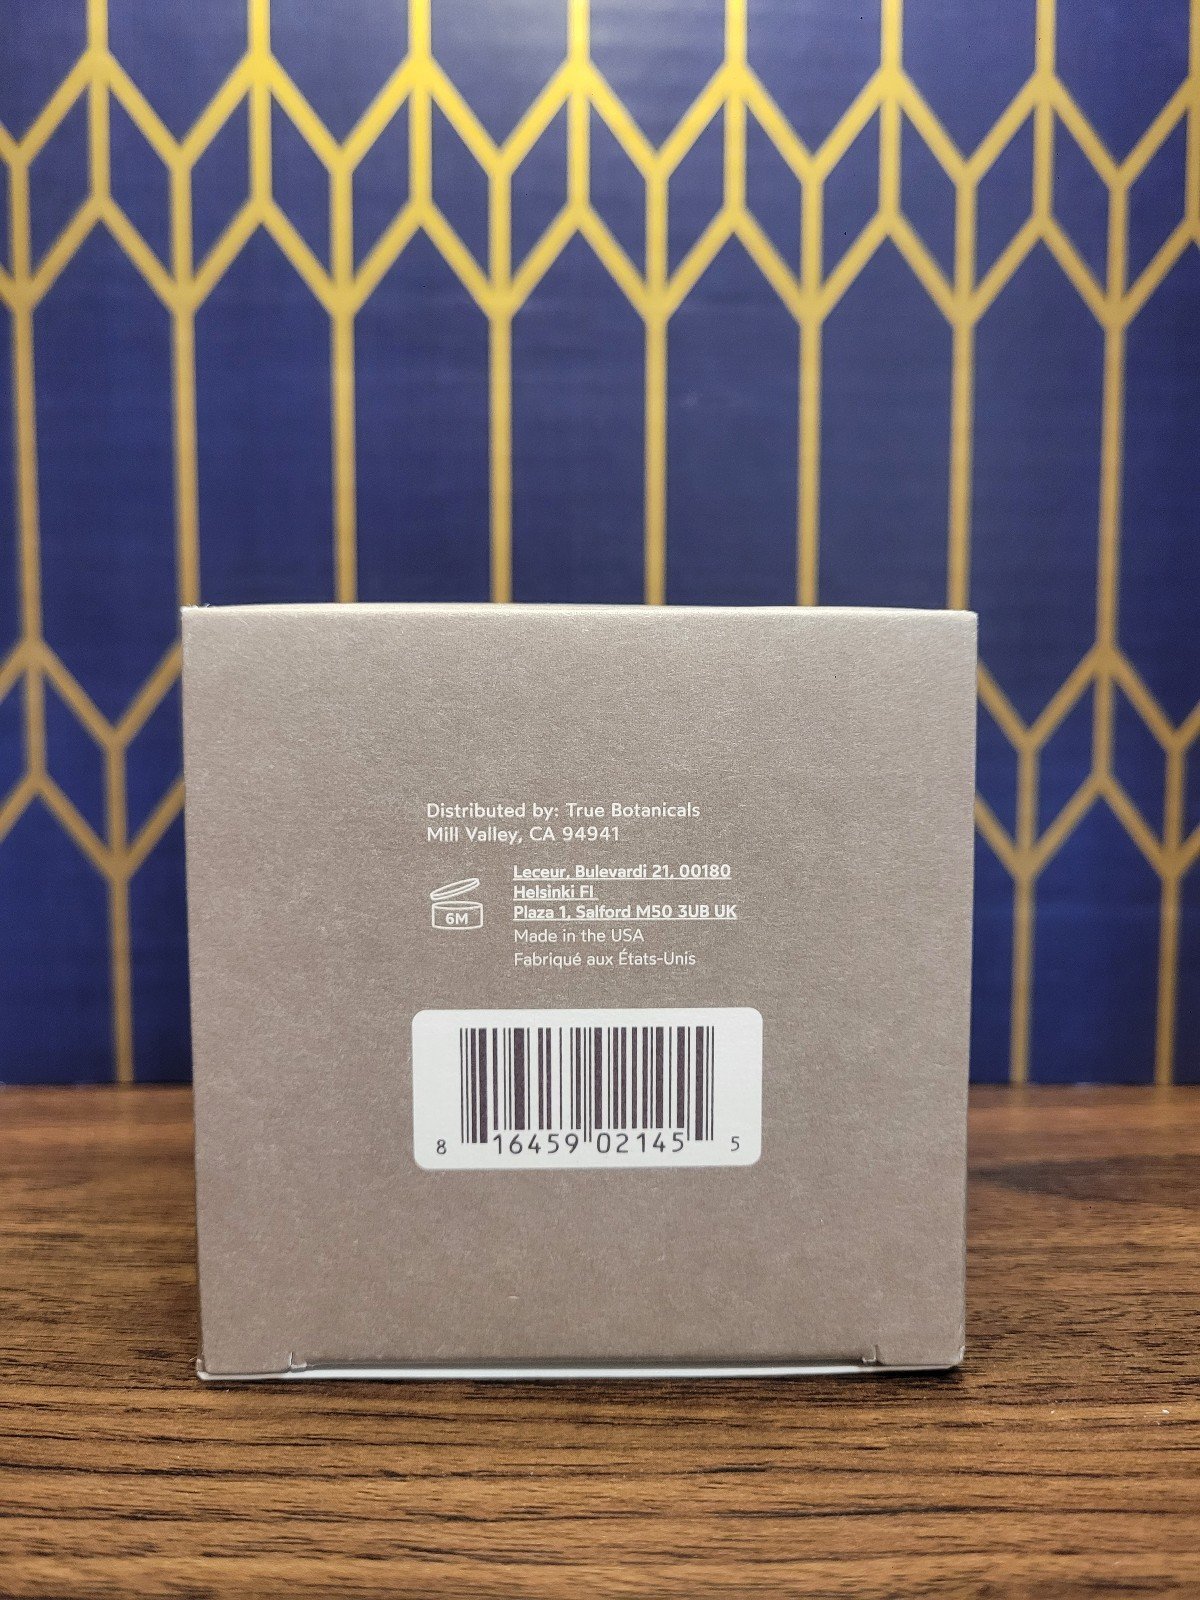 Distributed by: True Botanicals
Mill Valley, CA 94941
Leceur, Bulevardi 21, 00180
Helsinki FI
Plaza 1, Salford M50 3UB UK
6M
Made in the USA
Fabriqué aux États-Unis
8 16459 02145 5